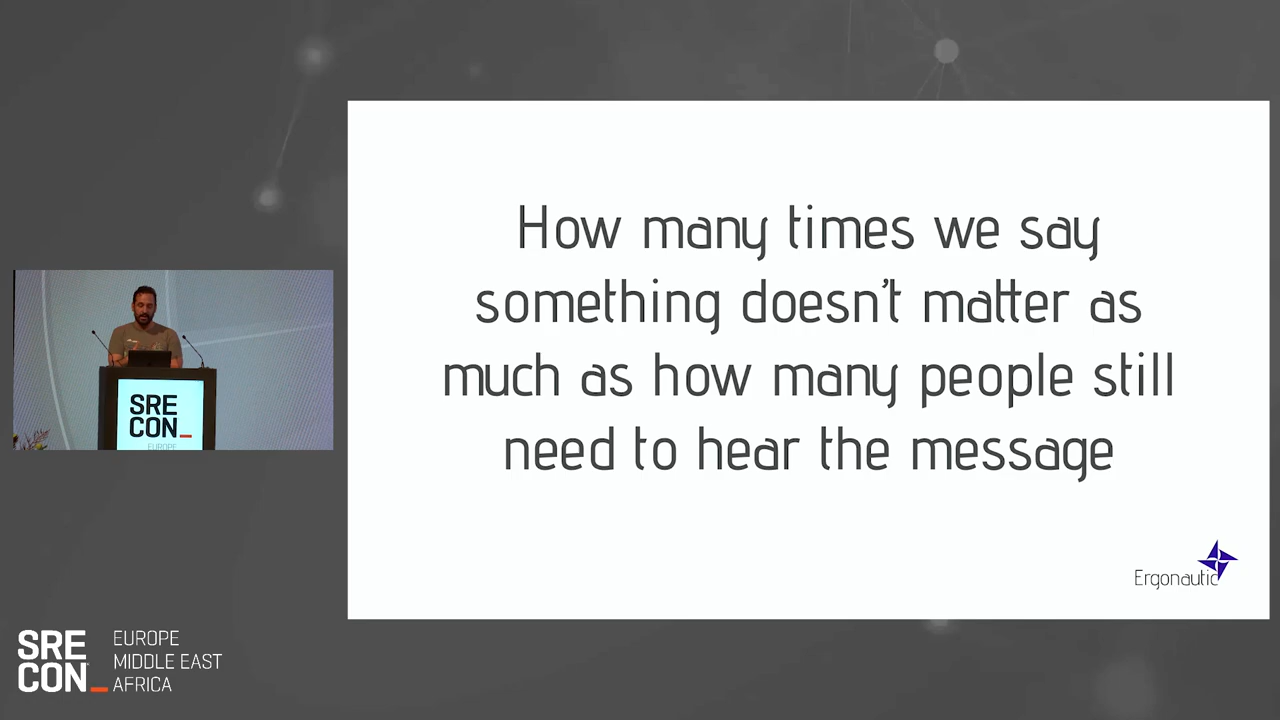 How many times we say
something doesn't matter as
much as how many people still
need to hear the message
Ergonautic
SRE
CON_
EUROPE
SRE
CON_
EUROPE
MIDDLE EAST
AFRICA